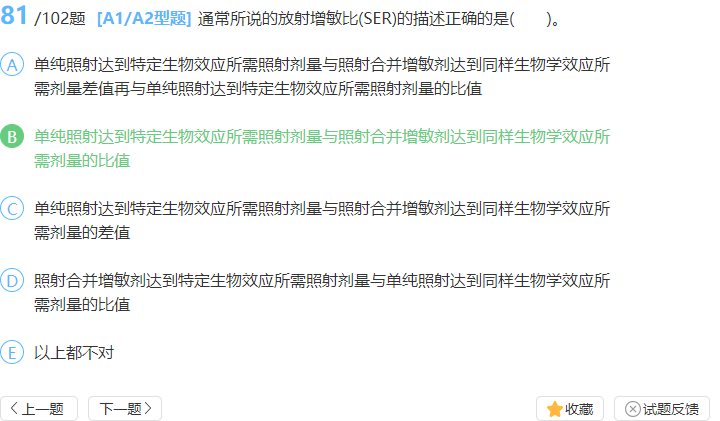 81 /102题 [A1/A2型题] 通常所说的放射增敏比(SER)的描述正确的是(　　)。
A 单纯照射达到特定生物效应所需照射剂量与照射合并增敏剂达到同样生物学效应所
需剂量差值再与单纯照射达到特定生物效应所需照射剂量的比值
B 单纯照射达到特定生物效应所需照射剂量与照射合并增敏剂达到同样生物学效应所
需剂量的比值
C 单纯照射达到特定生物效应所需照射剂量与照射合并增敏剂达到同样生物学效应所
需剂量的差值
D 照射合并增敏剂达到特定生物效应所需照射剂量与单纯照射达到同样生物学效应所
需剂量的比值
E 以上都不对
上一题 下一题 收藏 试题反馈